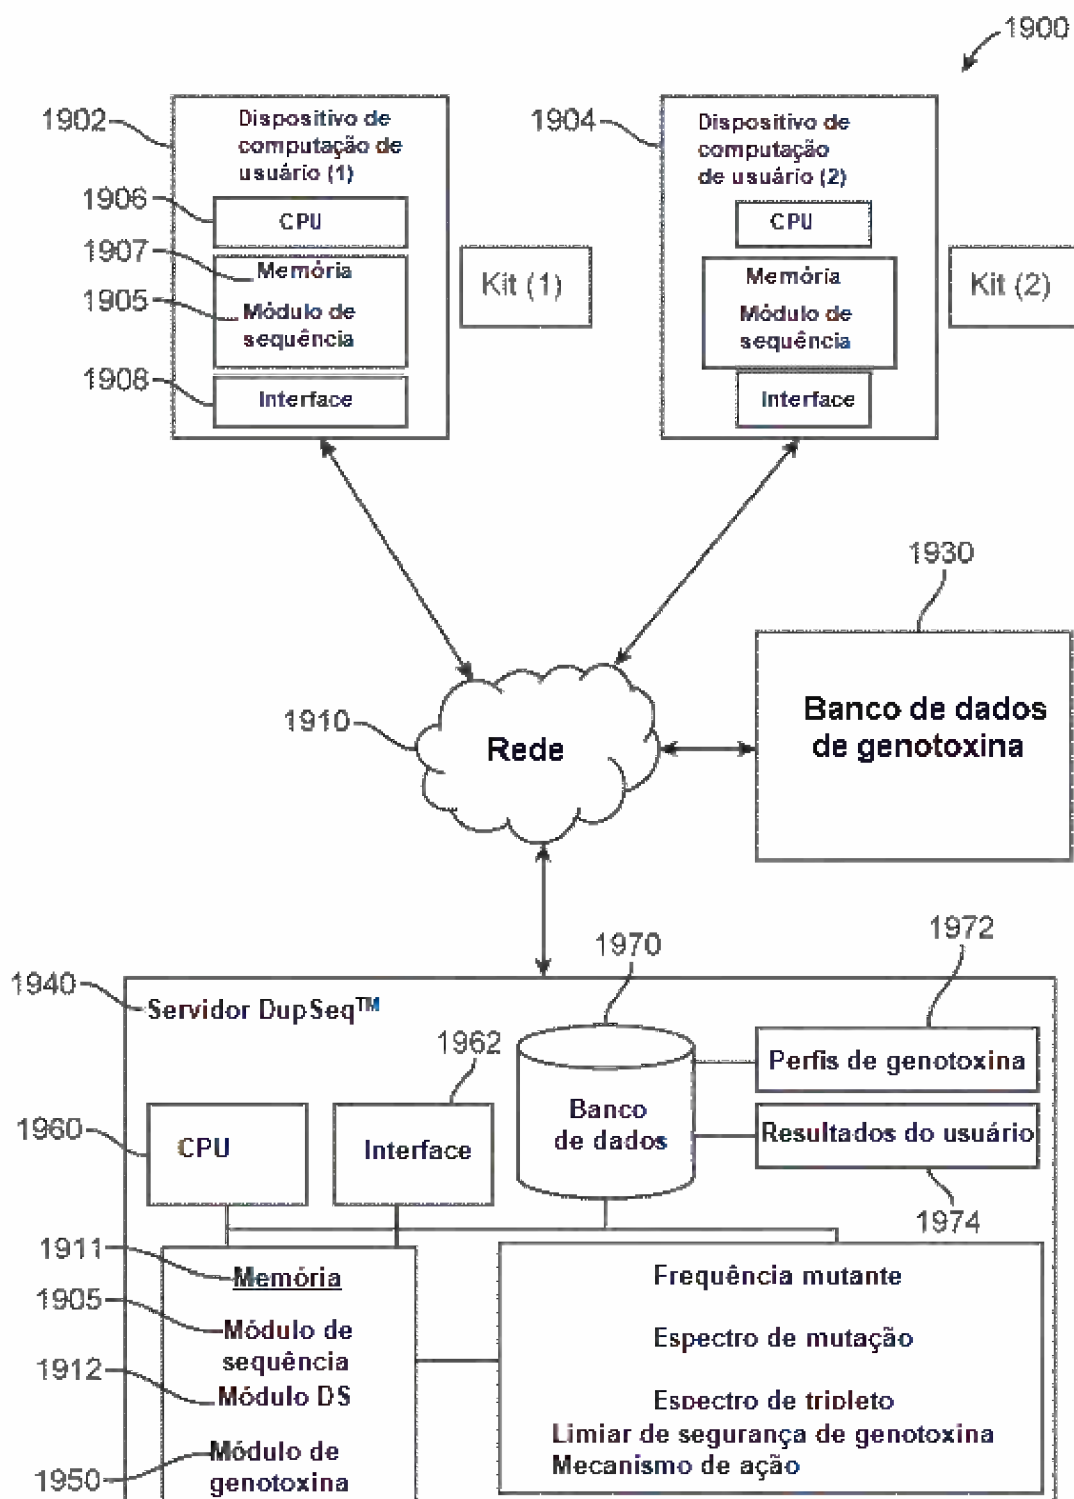 1900
1902
Dispositivo de
computação de
usuário (1)
1906
CPU
1907
Memória
1905
Módulo de
sequência
1908
Interface
Kit (1)
1904
Dispositivo de
computação
de usuário (2)
CPU
Memória
Módulo de
sequência
Interface
Kit (2)
1910
Rede
1930
Banco de dados
de genotoxina
1940
Servidor DupSeq™
1960
CPU
1962
Interface
1970
Banco
de dados
1972
Perfis de genotoxina
Resultados do usuário
1974
1911
Memória
1905
Módulo de
sequência
1912
Módulo DS
1950
Módulo de
genotoxina
Frequência mutante
Espectro de mutação
Espectro de tripleto
Limiar de segurança de genotoxina
Mecanismo de ação